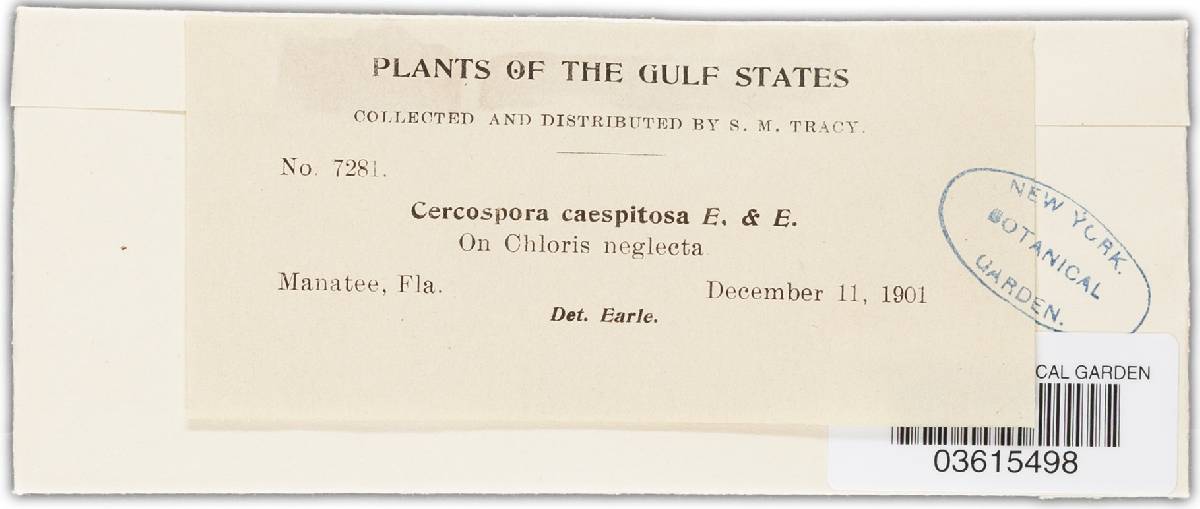 PLANTS OF THE GULF STATES
COLLECTED AND DISTRIBUTED BY S. M. TRACY.
No. 7281.
Cercospora caespitosa E. & E.
On Chloris neglecta
Manatee, Fla. December 11, 1901
Det. Earle.
NEW YORK
BOTANICAL
GARDEN.
CAL GARDEN
03615498